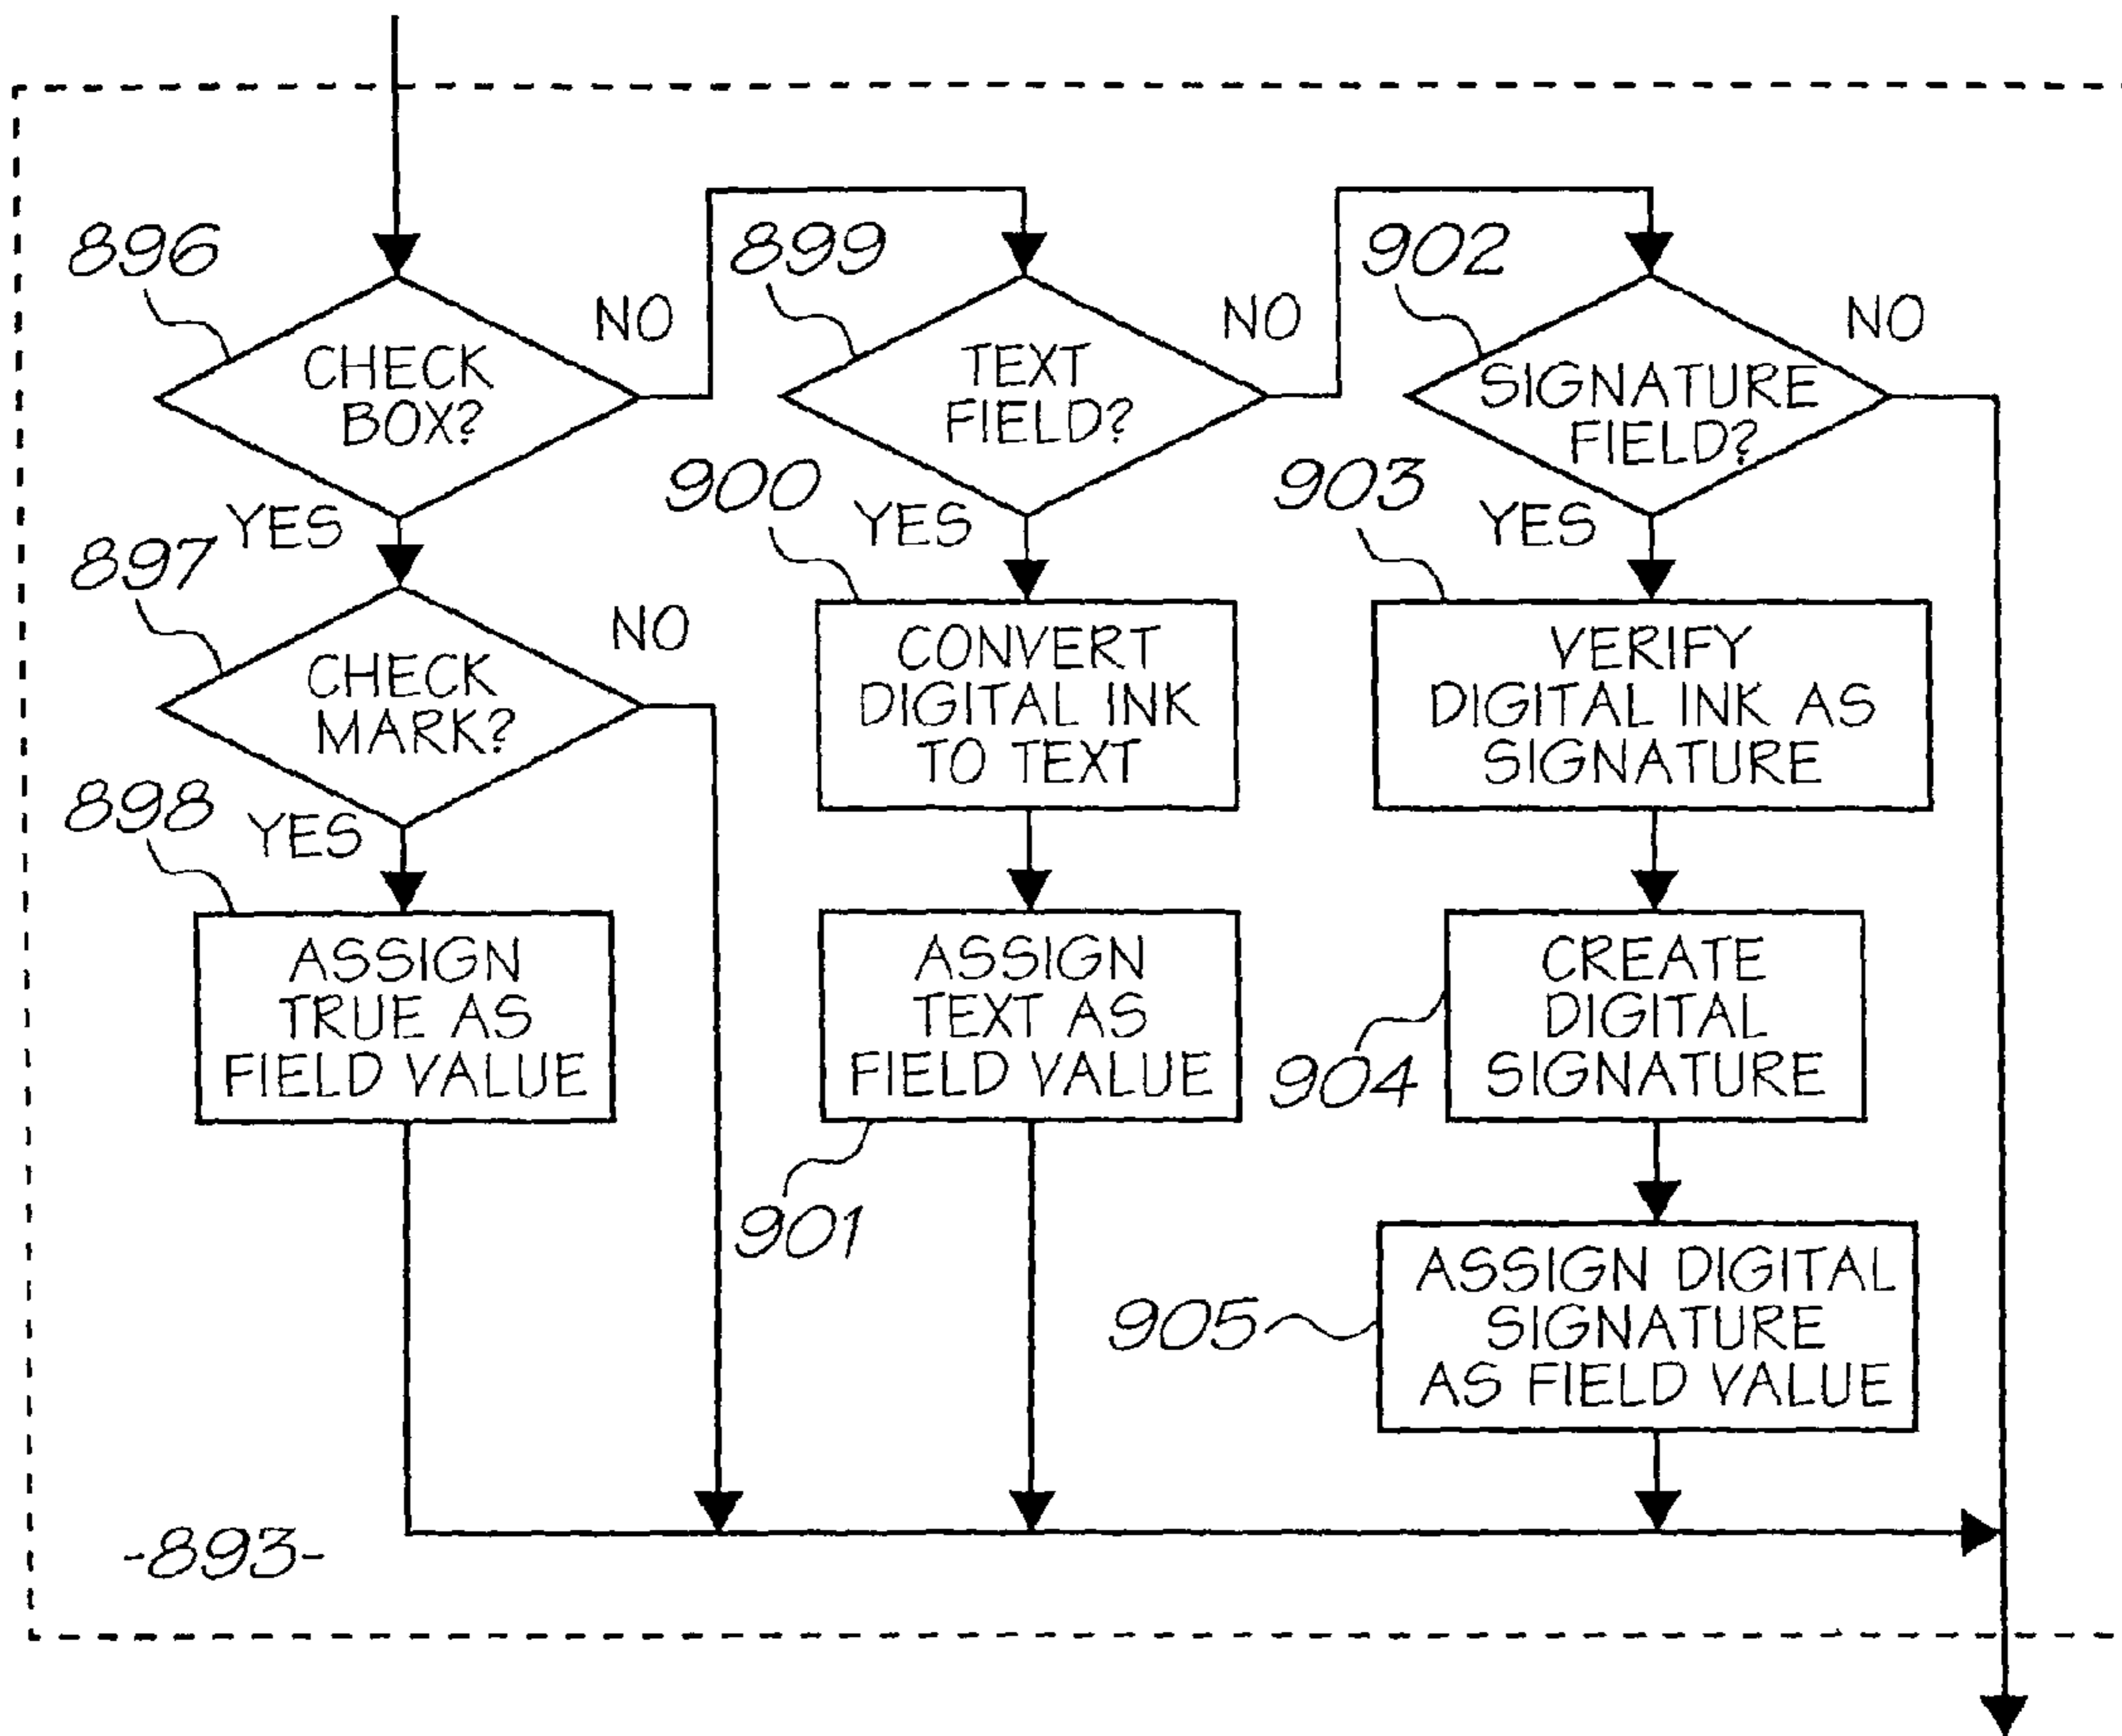 896
CHECK
BOX?
NO
YES
899
TEXT
FIELD?
NO
YES
902
SIGNATURE
FIELD?
NO
YES
897
CHECK
MARK?
NO
YES
900
CONVERT
DIGITAL INK
TO TEXT
903
VERIFY
DIGITAL INK AS
SIGNATURE
898
ASSIGN
TRUE AS
FIELD VALUE
901
ASSIGN
TEXT AS
FIELD VALUE
904
CREATE
DIGITAL
SIGNATURE
905
ASSIGN DIGITAL
SIGNATURE
AS FIELD VALUE
-893-